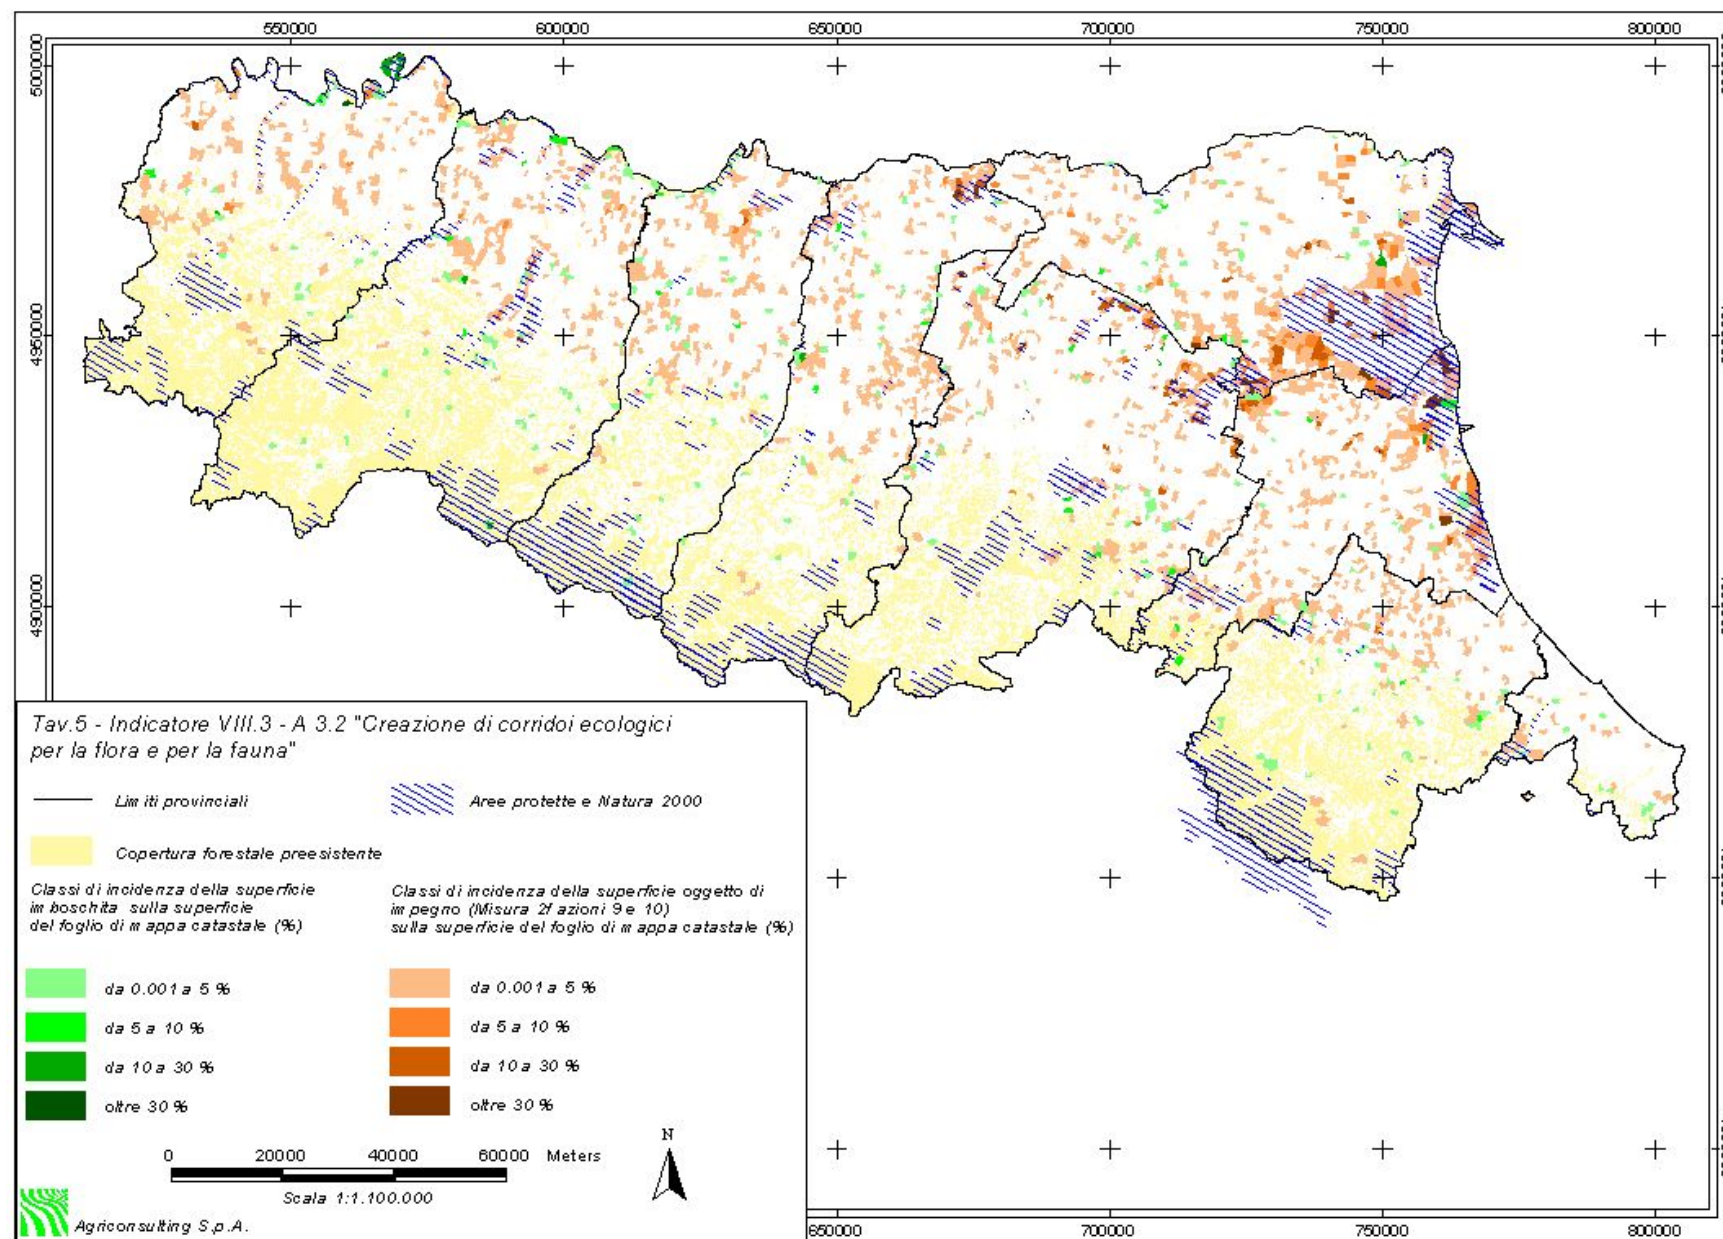 550000 600000 650000 700000 750000 800000
5000000
4950000
4900000
Tav.5 - Indicatore VIII.3 - A 3.2 "Creazione di corridoi ecologici
per la flora e per la fauna"
Limiti provinciali
Aree protette e Natura 2000
Copertura forestale preesistente
Classi di incidenza della superficie
imboschita sulla superficie
del foglio di mappa catastale (%)
Classi di incidenza della superficie oggetto di
impegno (Misura 2f azioni 9 e 10)
sulla superficie del foglio di mappa catastale (%)
da 0.001 a 5 %
da 5 a 10 %
da 10 a 30 %
oltre 30 %
da 0.001 a 5 %
da 5 a 10 %
da 10 a 30 %
oltre 30 %
0 20000 40000 60000 Meters
Scala 1:1.100.000
N
Agriconsulting S.p.A.
650000 700000 750000 800000